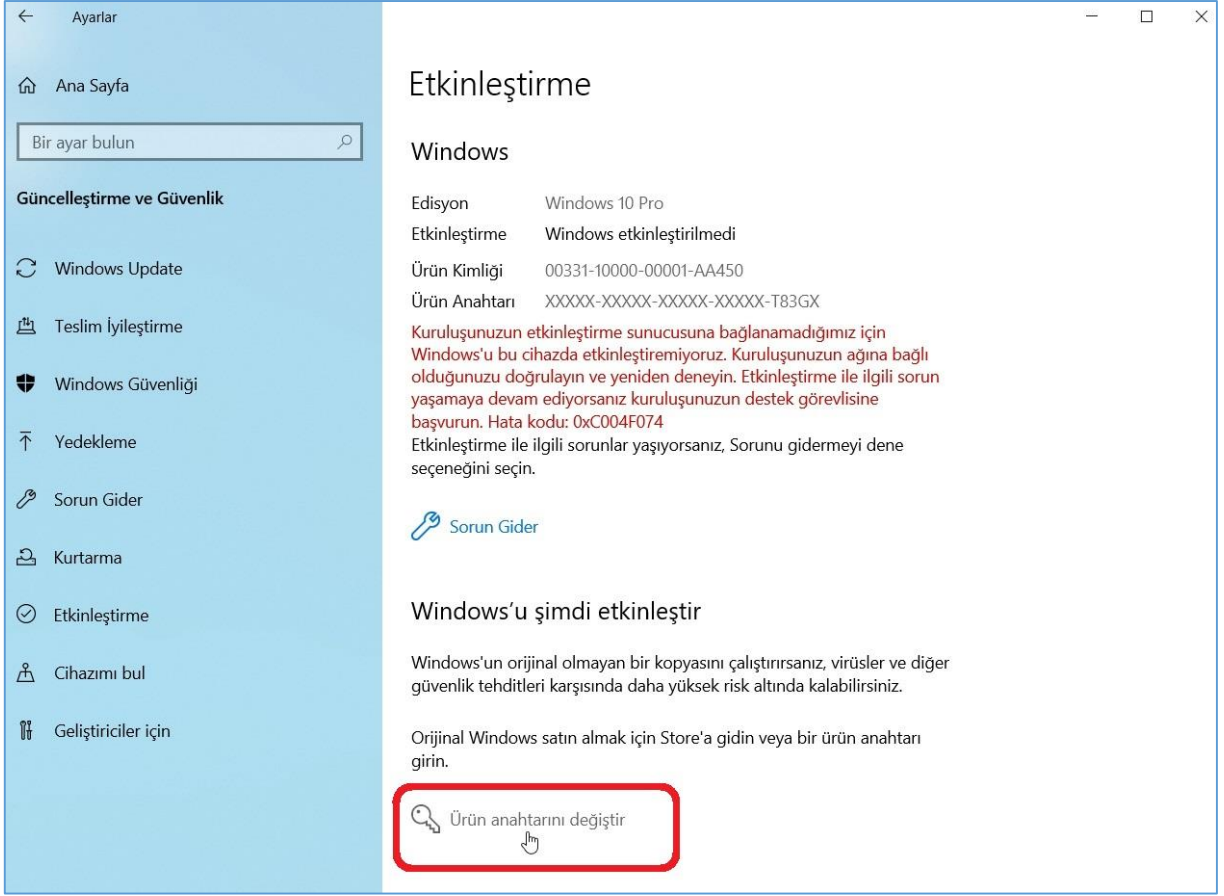 Ayarlar
Ana Sayfa
Bir ayar bulun
Güncelleştirme ve Güvenlik
Windows Update
Teslim İyileştirme
Windows Güvenliği
Yedekleme
Sorun Gider
Kurtarma
Etkinleştirme
Cihazımı bul
Geliştiriciler için
Etkinleştirme
Windows
Edisyon Windows 10 Pro
Etkinleştirme Windows etkinleştirilmedi
Ürün Kimliği 00331-10000-00001-AA450
Ürün Anahtarı XXXXX-XXXXX-XXXXX-XXXXX-T83GX
Kuruluşunuzun etkinleştirme sunucusuna bağlanamadığımız için
Windows'u bu cihazda etkinleştiremiyoruz. Kuruluşunuzun ağına bağlı
olduğunuzu doğrulayın ve yeniden deneyin. Etkinleştirme ile ilgili sorun
yaşamaya devam ediyorsanız kuruluşunuzun destek görevlisine
başvurun. Hata kodu: 0xC004F074
Etkinleştirme ile ilgili sorunlar yaşıyorsanız, Sorunu gidermeyi dene
seçeneğini seçin.
Sorun Gider
Windows'u şimdi etkinleştir
Windows'un orijinal olmayan bir kopyasını çalıştırırsanız, virüsler ve diğer
güvenlik tehditleri karşısında daha yüksek risk altında kalabilirsiniz.
Orijinal Windows satın almak için Store'a gidin veya bir ürün anahtarı
girin.
Ürün anahtarını değiştir